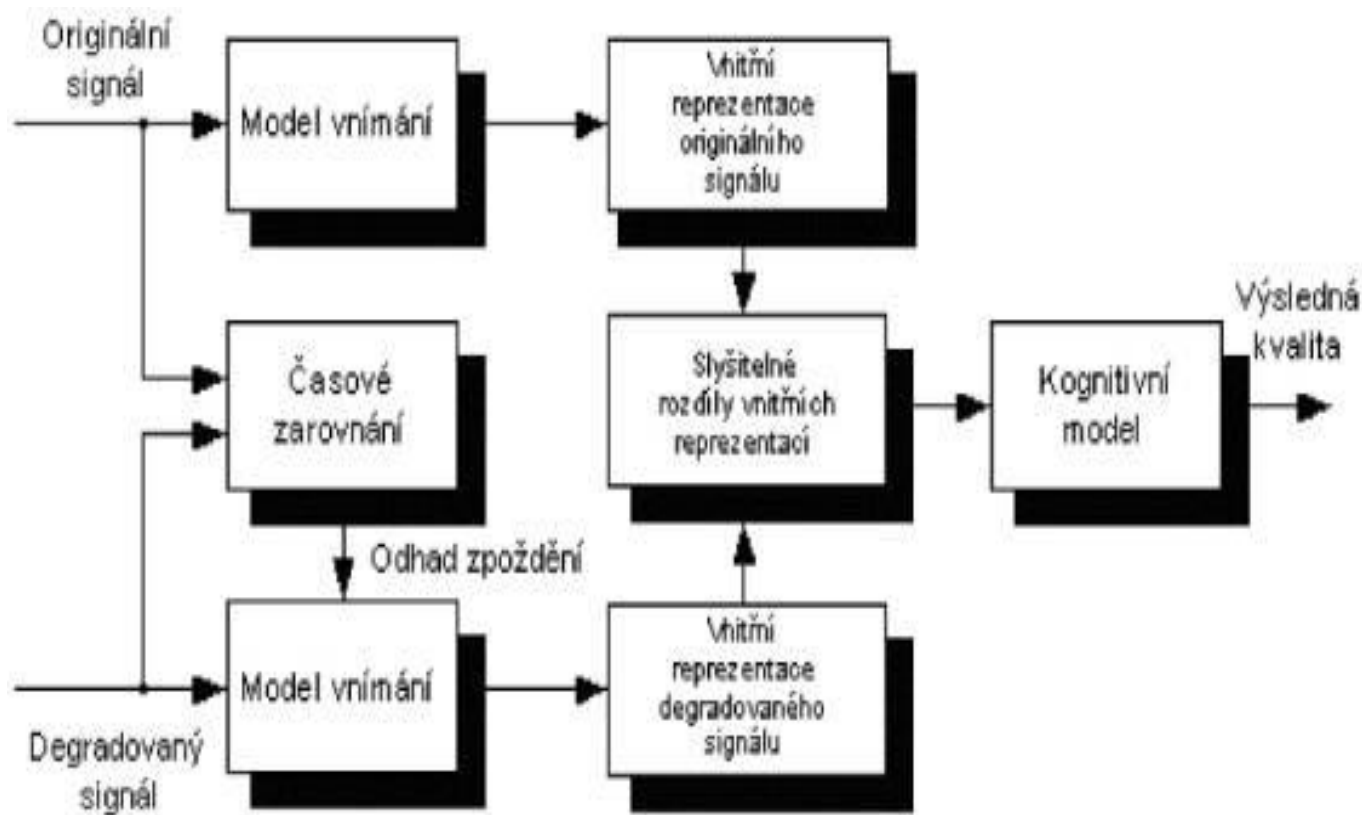 Originální
signál
Model vnímání
Vnitřní
reprezentace
originálního
signálu
Časové
zarovnání
Slyšitelné
rozdíly vnitřních
reprezentací
Kognitivní
model
Výsledná
kvalita
Odhad zpoždění
Degradovaný
signál
Model vnímání
Vnitřní
reprezentace
degradovaného
signálu